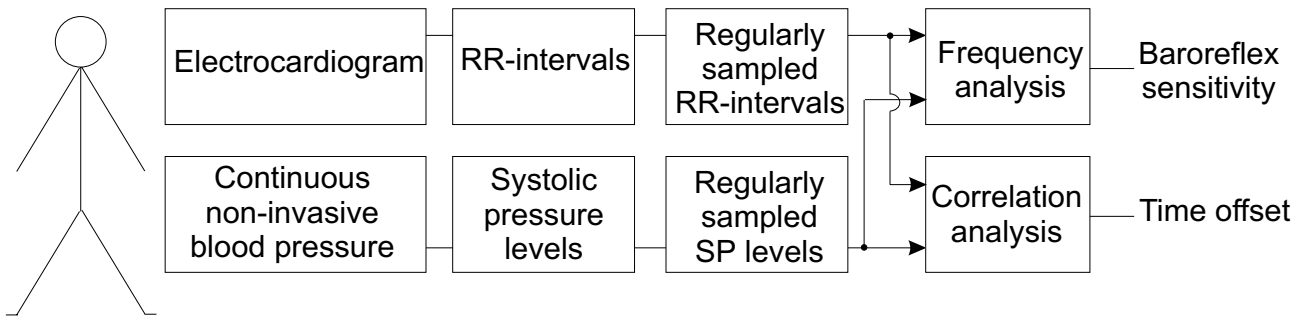 Electrocardiogram
RR-intervals
Regularly
sampled
RR-intervals
Frequency
analysis
Baroreflex
sensitivity
Continuous
non-invasive
blood pressure
Systolic
pressure
levels
Regularly
sampled
SP levels
Correlation
analysis
Time offset